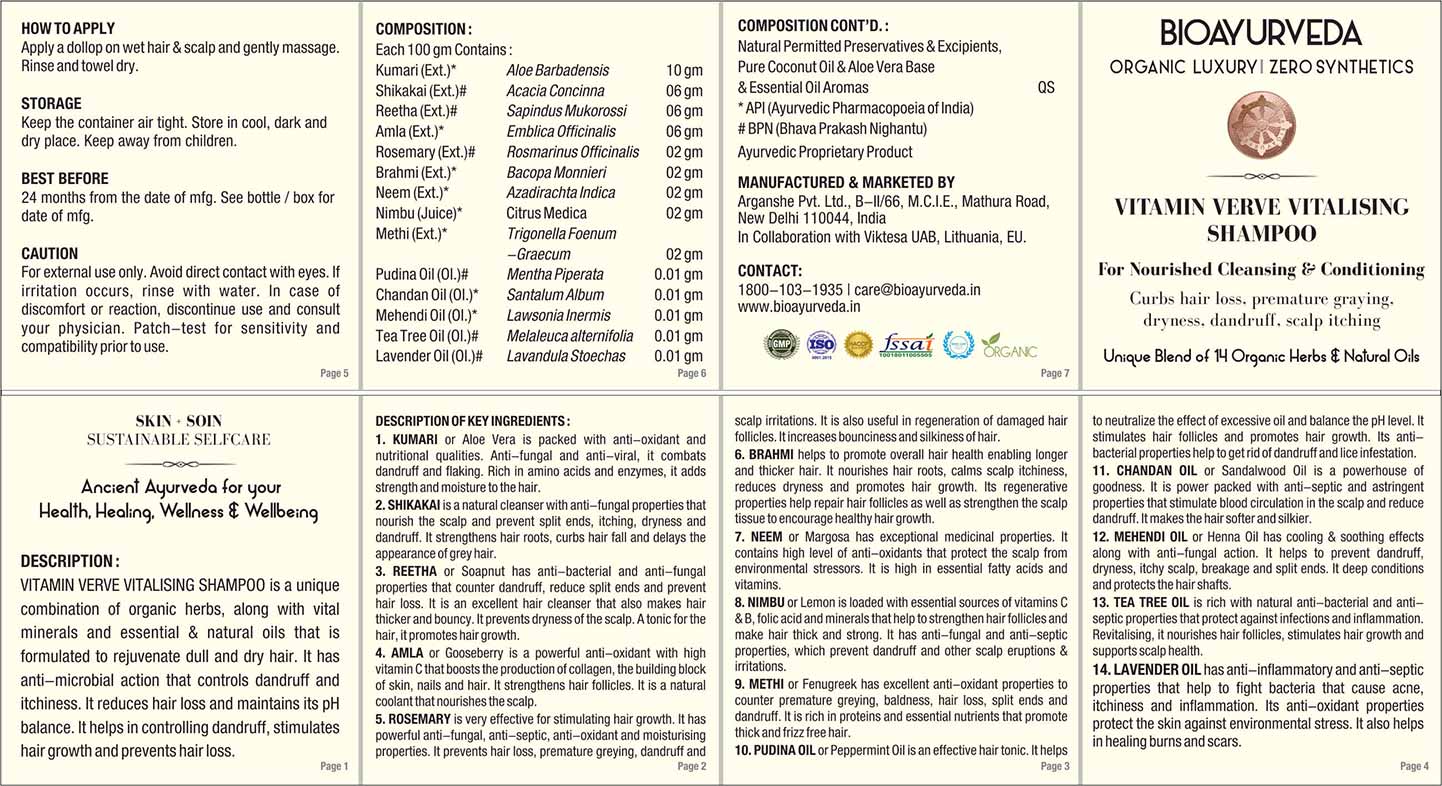 HOW TO APPLY
Apply a dollop on wet hair & scalp and gently massage.
Rinse and towel dry.
STORAGE
Keep the container air tight. Store in cool, dark and
dry place. Keep away from children.
BEST BEFORE
24 months from the date of mfg. See bottle / box for
date of mfg.
CAUTION
For external use only. Avoid direct contact with eyes. If
irritation occurs, rinse with water. In case of
discomfort or reaction, discontinue use and consult
your physician. Patch–test for sensitivity and
compatibility prior to use.
Page 5
COMPOSITION :
Each 100 gm Contains :
Kumari (Ext.)* Aloe Barbadensis 10 gm
Shikakai (Ext.)# Acacia Concinna 06 gm
Reetha (Ext.)# Sapindus Mukorossi 06 gm
Amla (Ext.)* Emblica Officinalis 06 gm
Rosemary (Ext.)# Rosmarinus Officinalis 02 gm
Brahmi (Ext.)* Bacopa Monnieri 02 gm
Neem (Ext.)* Azadirachta Indica 02 gm
Nimbu (Juice)* Citrus Medica 02 gm
Methi (Ext.)* Trigonella Foenum
–Graecum 02 gm
Pudina Oil (Ol.)# Mentha Piperata 0.01 gm
Chandan Oil (Ol.)* Santalum Album 0.01 gm
Mehendi Oil (Ol.)* Lawsonia Inermis 0.01 gm
Tea Tree Oil (Ol.)# Melaleuca alternifolia 0.01 gm
Lavender Oil (Ol.)# Lavandula Stoechas 0.01 gm
Page 6
COMPOSITION CONT'D. :
Natural Permitted Preservatives & Excipients,
Pure Coconut Oil & Aloe Vera Base
& Essential Oil Aromas QS
* API (Ayurvedic Pharmacopoeia of India)
# BPN (Bhava Prakash Nighantu)
Ayurvedic Proprietary Product
MANUFACTURED & MARKETED BY
Arganshe Pvt. Ltd., B–II/66, M.C.I.E., Mathura Road,
New Delhi 110044, India
In Collaboration with Viktesa UAB, Lithuania, EU.
CONTACT:
1800–103–1935 | care@bioayurveda.in
www.bioayurveda.in
GMP
ISO
9001:2015
HACCP
fssai
10018011005505
ORGANIC
Page 7
BIOAYURVEDA
ORGANIC LUXURY | ZERO SYNTHETICS
VITAMIN VERVE VITALISING
SHAMPOO
For Nourished Cleansing & Conditioning
Curbs hair loss, premature graying,
dryness, dandruff, scalp itching
Unique Blend of 14 Organic Herbs & Natural Oils
SKIN + SOIN
SUSTAINABLE SELFCARE
Ancient Ayurveda for your
Health, Healing, Wellness & Wellbeing
DESCRIPTION :
VITAMIN VERVE VITALISING SHAMPOO is a unique
combination of organic herbs, along with vital
minerals and essential & natural oils that is
formulated to rejuvenate dull and dry hair. It has
anti–microbial action that controls dandruff and
itchiness. It reduces hair loss and maintains its pH
balance. It helps in controlling dandruff, stimulates
hair growth and prevents hair loss.
Page 1
DESCRIPTION OF KEY INGREDIENTS :
1. KUMARI or Aloe Vera is packed with anti–oxidant and
nutritional qualities. Anti–fungal and anti–viral, it combats
dandruff and flaking. Rich in amino acids and enzymes, it adds
strength and moisture to the hair.
2. SHIKAKAI is a natural cleanser with anti–fungal properties that
nourish the scalp and prevent split ends, itching, dryness and
dandruff. It strengthens hair roots, curbs hair fall and delays the
appearance of grey hair.
3. REETHA or Soapnut has anti–bacterial and anti–fungal
properties that counter dandruff, reduce split ends and prevent
hair loss. It is an excellent hair cleanser that also makes hair
thicker and bouncy. It prevents dryness of the scalp. A tonic for the
hair, it promotes hair growth.
4. AMLA or Gooseberry is a powerful anti–oxidant with high
vitamin C that boosts the production of collagen, the building block
of skin, nails and hair. It strengthens hair follicles. It is a natural
coolant that nourishes the scalp.
5. ROSEMARY is very effective for stimulating hair growth. It has
powerful anti–fungal, anti–septic, anti–oxidant and moisturising
properties. It prevents hair loss, premature greying, dandruff and
Page 2
scalp irritations. It is also useful in regeneration of damaged hair
follicles. It increases bounciness and silkiness of hair.
6. BRAHMI helps to promote overall hair health enabling longer
and thicker hair. It nourishes hair roots, calms scalp itchiness,
reduces dryness and promotes hair growth. Its regenerative
properties help repair hair follicles as well as strengthen the scalp
tissue to encourage healthy hair growth.
7. NEEM or Margosa has exceptional medicinal properties. It
contains high level of anti–oxidants that protect the scalp from
environmental stressors. It is high in essential fatty acids and
vitamins.
8. NIMBU or Lemon is loaded with essential sources of vitamins C
& B, folic acid and minerals that help to strengthen hair follicles and
make hair thick and strong. It has anti–fungal and anti–septic
properties, which prevent dandruff and other scalp eruptions &
irritations.
9. METHI or Fenugreek has excellent anti–oxidant properties to
counter premature greying, baldness, hair loss, split ends and
dandruff. It is rich in proteins and essential nutrients that promote
thick and frizz free hair.
10. PUDINA OIL or Peppermint Oil is an effective hair tonic. It helps
Page 3
to neutralize the effect of excessive oil and balance the pH level. It
stimulates hair follicles and promotes hair growth. Its anti–
bacterial properties help to get rid of dandruff and lice infestation.
11. CHANDAN OIL or Sandalwood Oil is a powerhouse of
goodness. It is power packed with anti–septic and astringent
properties that stimulate blood circulation in the scalp and reduce
dandruff. It makes the hair softer and silkier.
12. MEHENDI OIL or Henna Oil has cooling & soothing effects
along with anti–fungal action. It helps to prevent dandruff,
dryness, itchy scalp, breakage and split ends. It deep conditions
and protects the hair shafts.
13. TEA TREE OIL is rich with natural anti–bacterial and anti–
septic properties that protect against infections and inflammation.
Revitalising, it nourishes hair follicles, stimulates hair growth and
supports scalp health.
14. LAVENDER OIL has anti–inflammatory and anti–septic
properties that help to fight bacteria that cause acne,
itchiness and inflammation. Its anti–oxidant properties
protect the skin against environmental stress. It also helps
in healing burns and scars.
Page 4